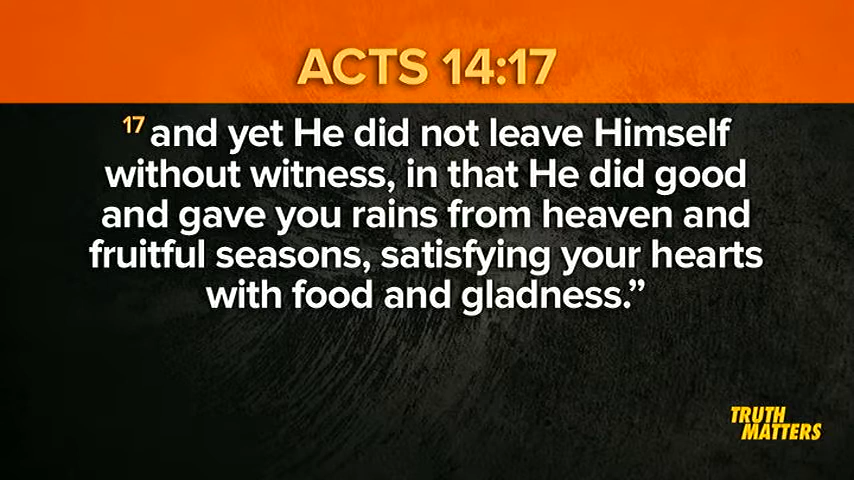 ACTS 14:17
17 and yet He did not leave Himself
without witness, in that He did good
and gave you rains from heaven and
fruitful seasons, satisfying your hearts
with food and gladness.”
TRUTH
MATTERS